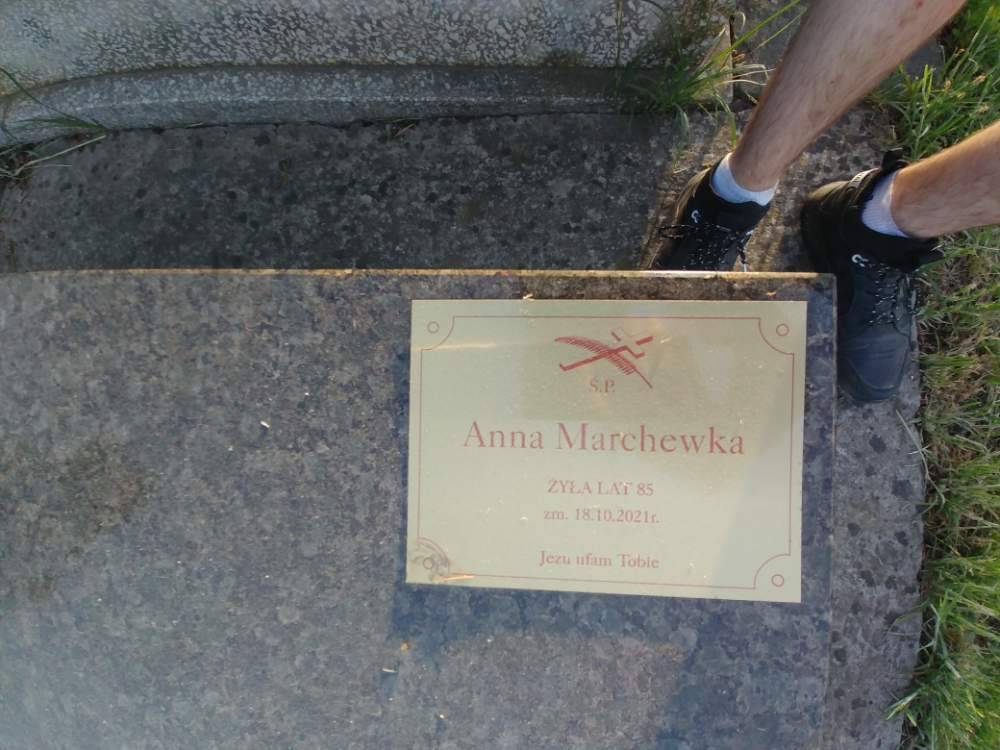 Ś.P.
Anna Marchewka
ŻYŁA LAT 85
zm. 18.10.2021r.
Jezu ufam Tobie